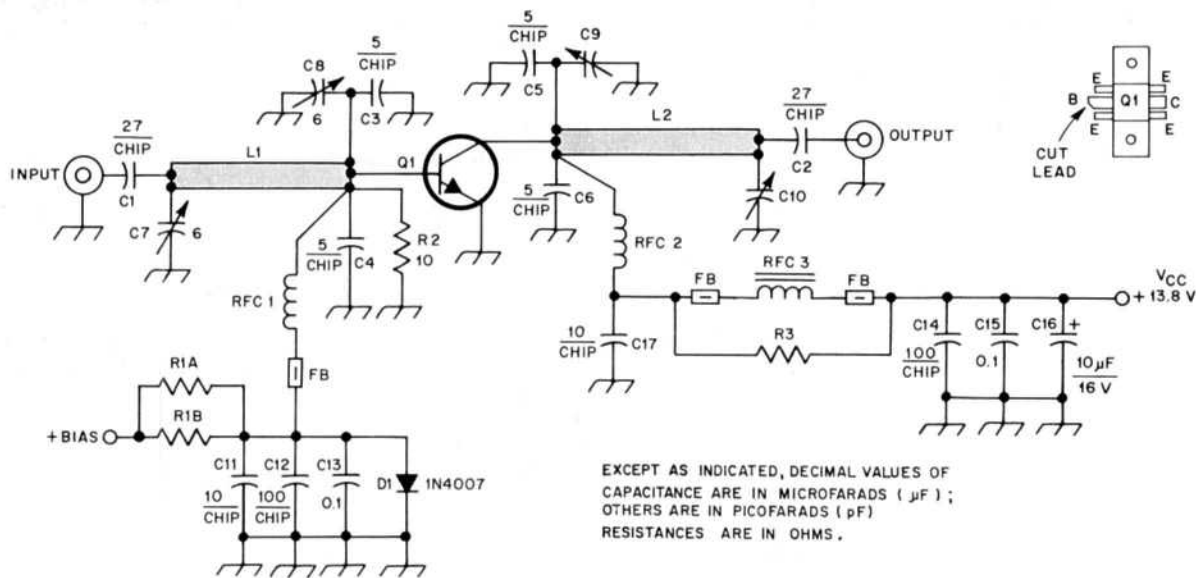 5
CHIP
C5
C9
C8
6
5
CHIP
C3
INPUT
27
CHIP
C1
L1
C7
6
Q1
L2
27
CHIP
C2
OUTPUT
C10
5
CHIP
C6
5
CHIP
C4
R2
10
RFC 1
FB
RFC 2
10
CHIP
C17
FB
RFC 3
FB
R3
C14
100
CHIP
C15
0.1
C16
+
10 µF
16 V
VCC
+ 13.8 V
R1A
R1B
+BIAS
C11
10
CHIP
C12
100
CHIP
C13
0.1
D1
1N4007
E
E
B
Q1
C
E
E
CUT
LEAD
EXCEPT AS INDICATED, DECIMAL VALUES OF
CAPACITANCE ARE IN MICROFARADS ( µF ) ;
OTHERS ARE IN PICOFARADS ( pF )
RESISTANCES ARE IN OHMS .